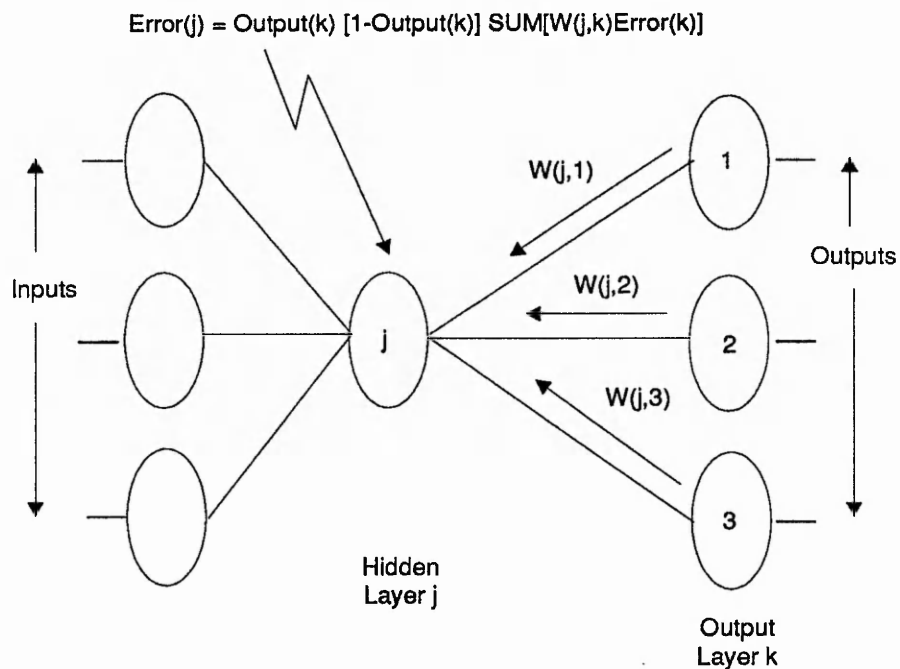 Error(j) = Output(k) [1-Output(k)] SUM[W(j,k)Error(k)]
W(j,1)
1
Inputs
Outputs
W(j,2)
j
2
W(j,3)
3
Hidden
Layer j
Output
Layer k